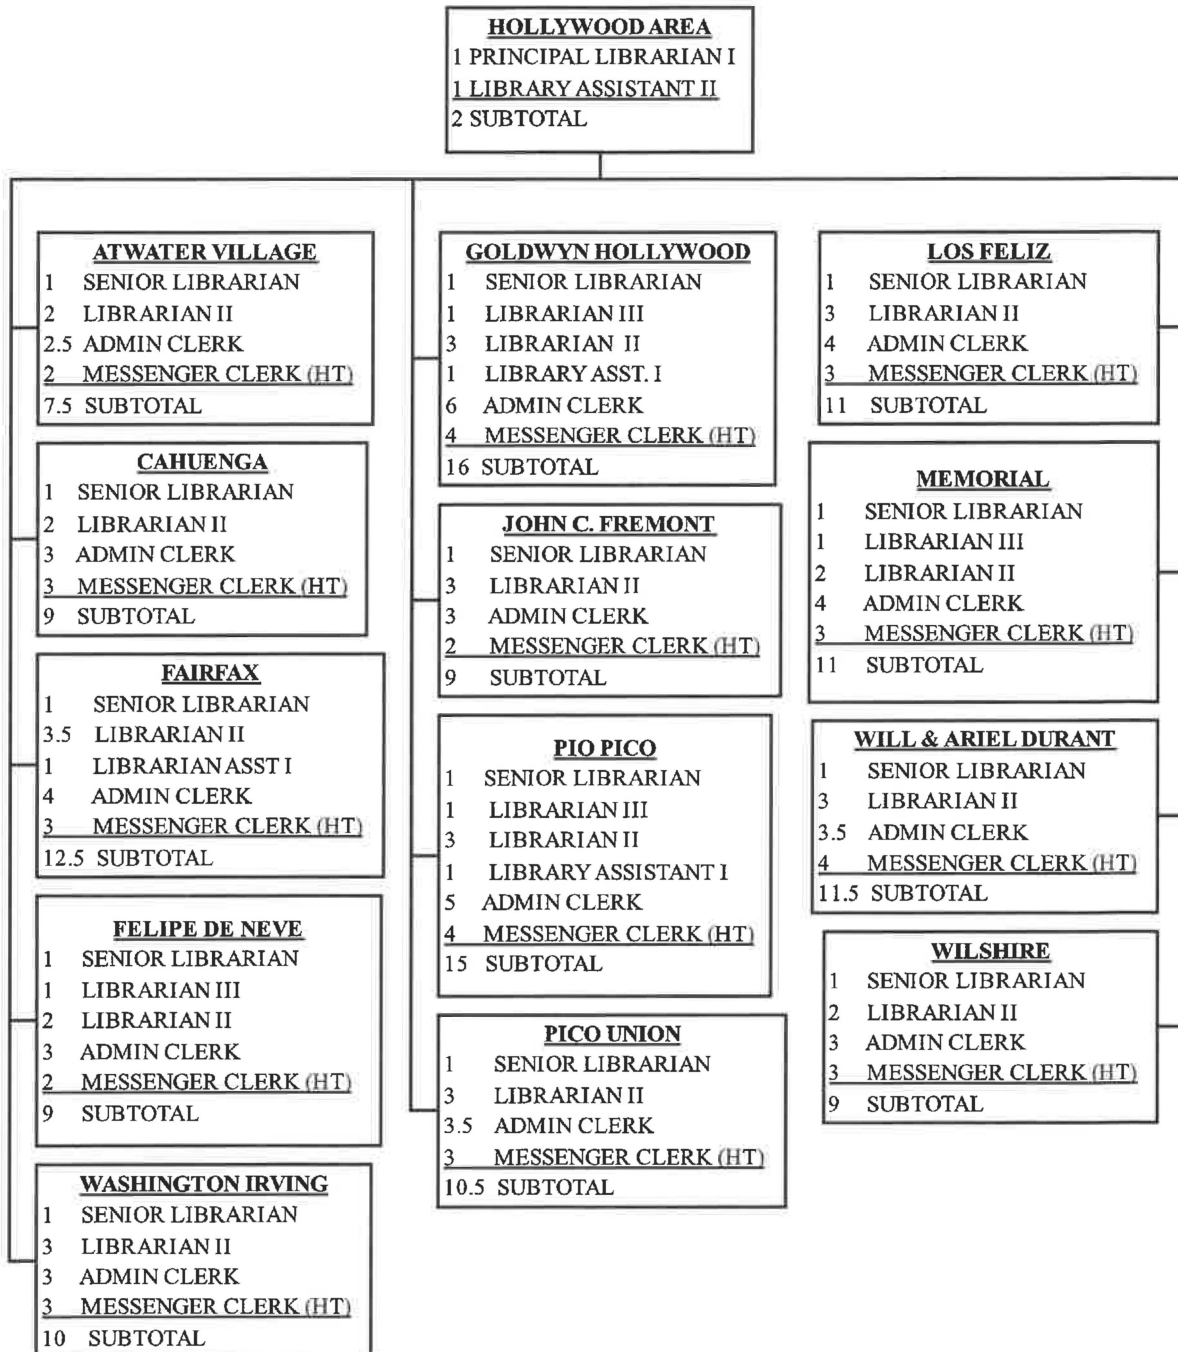 HOLLYWOOD AREA
1 PRINCIPAL LIBRARIAN I
1 LIBRARY ASSISTANT II
2 SUBTOTAL
ATWATER VILLAGE
1 SENIOR LIBRARIAN
2 LIBRARIAN II
2.5 ADMIN CLERK
2 MESSENGER CLERK (HT)
7.5 SUBTOTAL
CAHUENGA
1 SENIOR LIBRARIAN
2 LIBRARIAN II
3 ADMIN CLERK
3 MESSENGER CLERK (HT)
9 SUBTOTAL
FAIRFAX
1 SENIOR LIBRARIAN
3.5 LIBRARIAN II
1 LIBRARIAN ASST I
4 ADMIN CLERK
3 MESSENGER CLERK (HT)
12.5 SUBTOTAL
FELIPE DE NEVE
1 SENIOR LIBRARIAN
1 LIBRARIAN III
2 LIBRARIAN II
3 ADMIN CLERK
2 MESSENGER CLERK (HT)
9 SUBTOTAL
WASHINGTON IRVING
1 SENIOR LIBRARIAN
3 LIBRARIAN II
3 ADMIN CLERK
3 MESSENGER CLERK (HT)
10 SUBTOTAL
GOLDWYN HOLLYWOOD
1 SENIOR LIBRARIAN
1 LIBRARIAN III
3 LIBRARIAN II
1 LIBRARY ASST. I
6 ADMIN CLERK
4 MESSENGER CLERK (HT)
16 SUBTOTAL
JOHN C. FREMONT
1 SENIOR LIBRARIAN
3 LIBRARIAN II
3 ADMIN CLERK
2 MESSENGER CLERK (HT)
9 SUBTOTAL
PIO PICO
1 SENIOR LIBRARIAN
1 LIBRARIAN III
3 LIBRARIAN II
1 LIBRARY ASSISTANT I
5 ADMIN CLERK
4 MESSENGER CLERK (HT)
15 SUBTOTAL
PICO UNION
1 SENIOR LIBRARIAN
3 LIBRARIAN II
3.5 ADMIN CLERK
3 MESSENGER CLERK (HT)
10.5 SUBTOTAL
LOS FELIZ
1 SENIOR LIBRARIAN
3 LIBRARIAN II
4 ADMIN CLERK
3 MESSENGER CLERK (HT)
11 SUBTOTAL
MEMORIAL
1 SENIOR LIBRARIAN
1 LIBRARIAN III
2 LIBRARIAN II
4 ADMIN CLERK
3 MESSENGER CLERK (HT)
11 SUBTOTAL
WILL & ARIEL DURANT
1 SENIOR LIBRARIAN
3 LIBRARIAN II
3.5 ADMIN CLERK
4 MESSENGER CLERK (HT)
11.5 SUBTOTAL
WILSHIRE
1 SENIOR LIBRARIAN
2 LIBRARIAN II
3 ADMIN CLERK
3 MESSENGER CLERK (HT)
9 SUBTOTAL